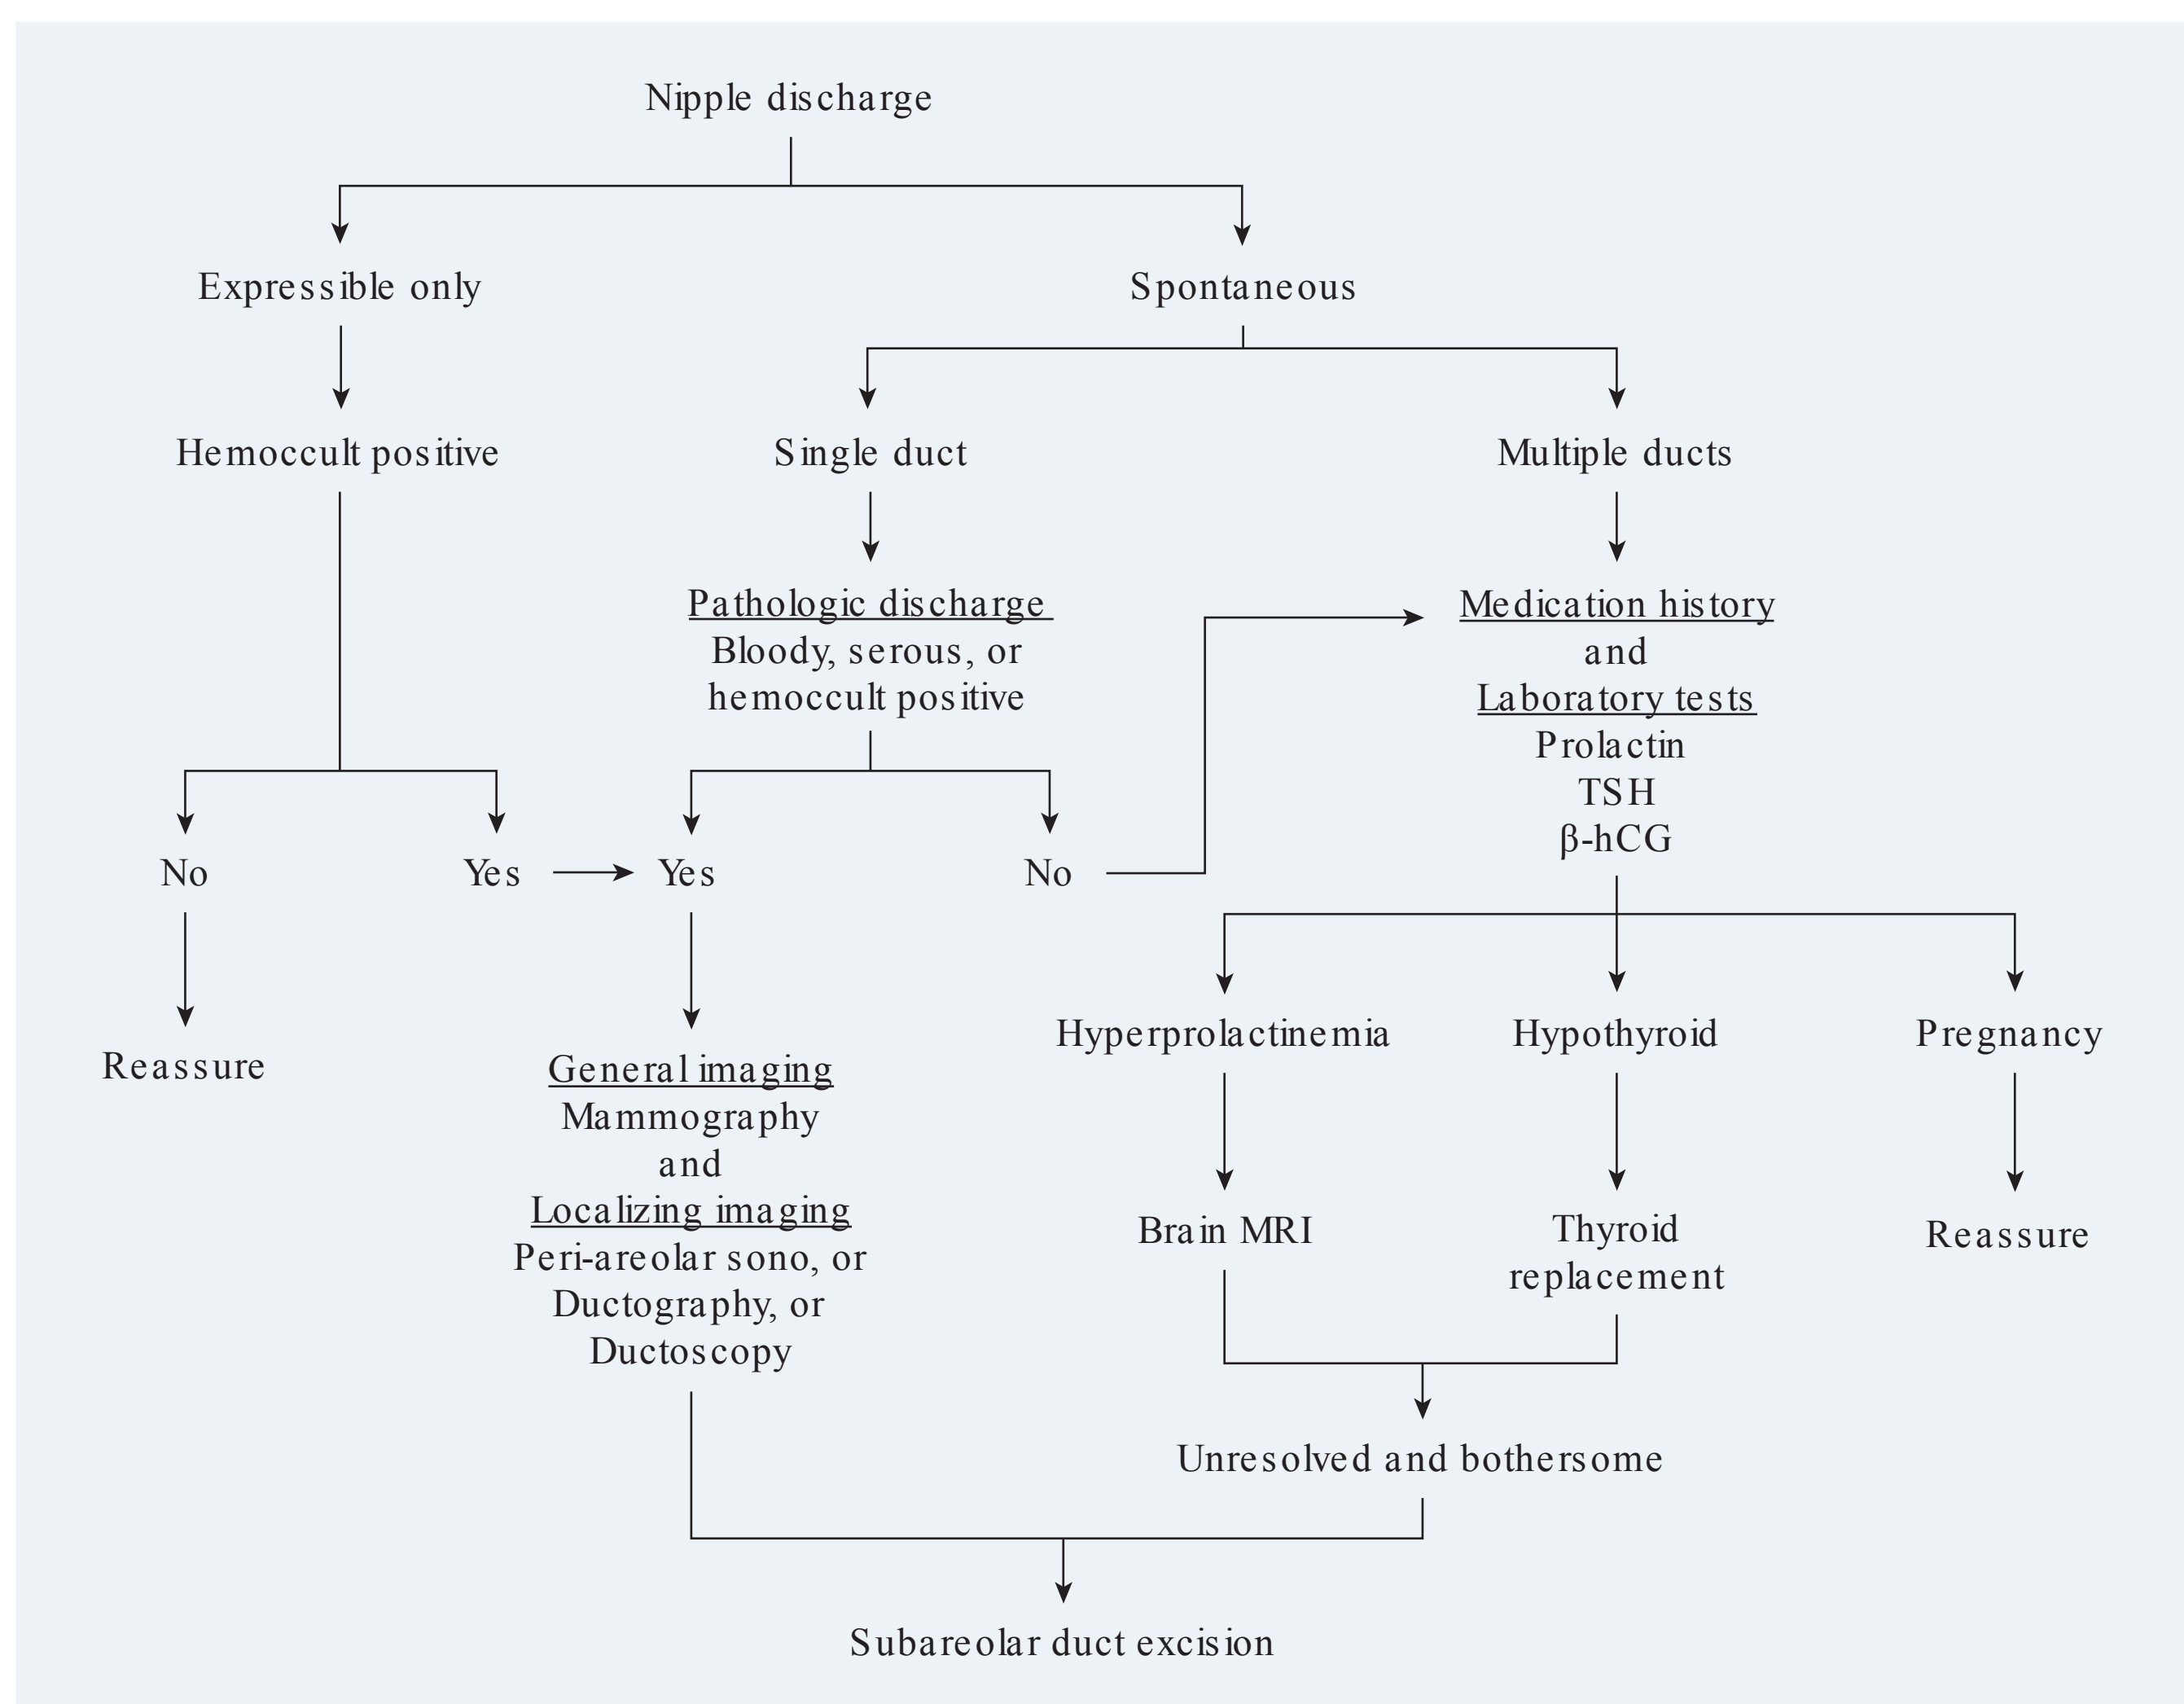 Nipple discharge
Expressible only
Spontaneous
Hemoccult positive
Single duct
Multiple ducts
Pathologic discharge
Bloody, serous, or
hemoccult positive
Medication history
and
Laboratory tests
Prolactin
TSH
β-hCG
No
Yes
Yes
No
Reassure
General imaging
Mammography
and
Localizing imaging
Peri-areolar sono, or
Ductography, or
Ductoscopy
Hyperprolactinemia
Hypothyroid
Pregnancy
Brain MRI
Thyroid
replacement
Reassure
Unresolved and bothersome
Subareolar duct excision